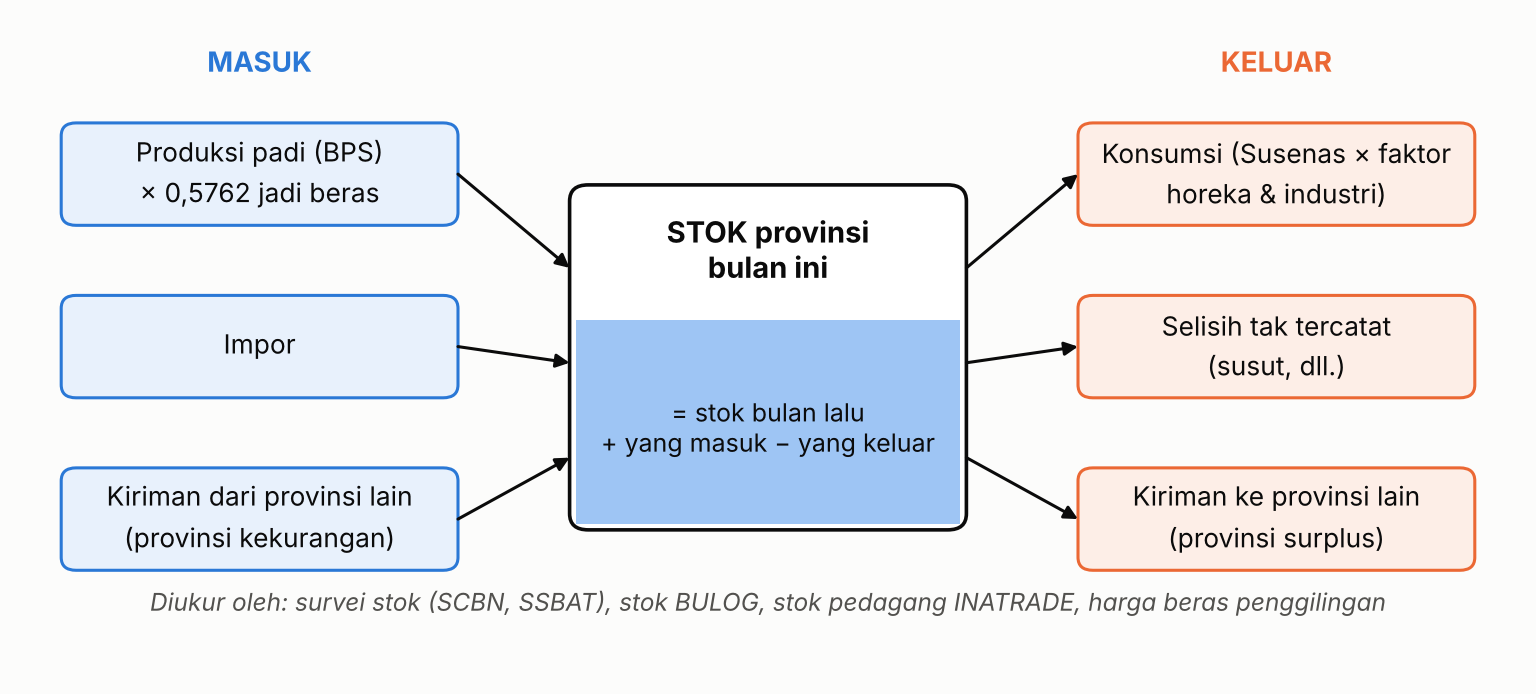 MASUK
KELUAR
Produksi padi (BPS)
× 0,5762 jadi beras
Impor
Kiriman dari provinsi lain
(provinsi kekurangan)
STOK provinsi
bulan ini
= stok bulan lalu
+ yang masuk − yang keluar
Konsumsi (Susenas × faktor
horeka & industri)
Selisih tak tercatat
(susut, dll.)
Kiriman ke provinsi lain
(provinsi surplus)
Diukur oleh: survei stok (SCBN, SSBAT), stok BULOG, stok pedagang INATRADE, harga beras penggilingan